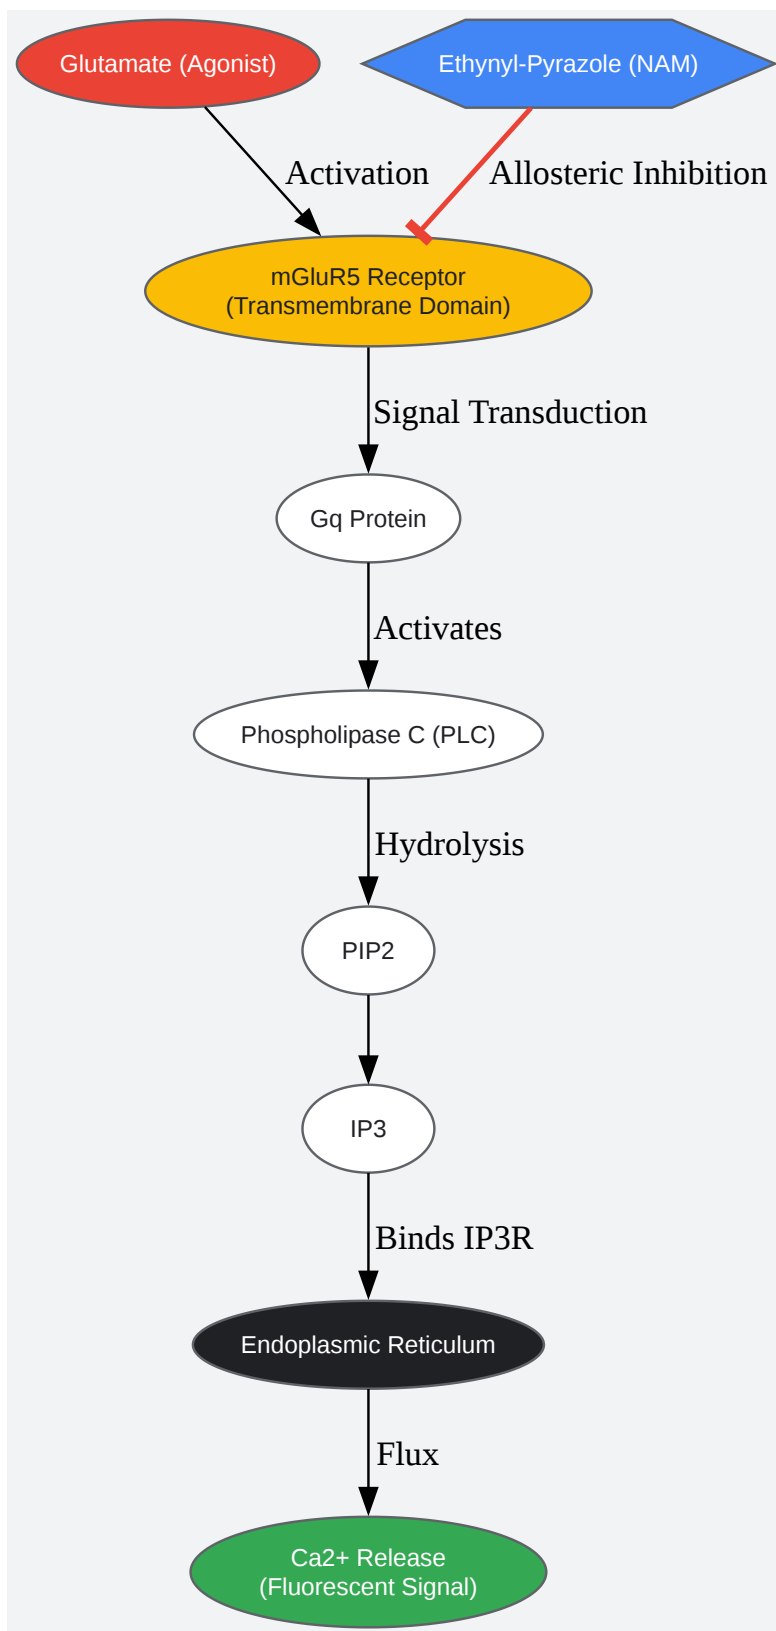 Glutamate (Agonist)
Ethynyl-Pyrazole (NAM)
Activation
Allosteric Inhibition
mGluR5 Receptor
(Transmembrane Domain)
Signal Transduction
Gq Protein
Activates
Phospholipase C (PLC)
Hydrolysis
PIP2
IP3
Binds IP3R
Endoplasmic Reticulum
Flux
Ca2+ Release
(Fluorescent Signal)